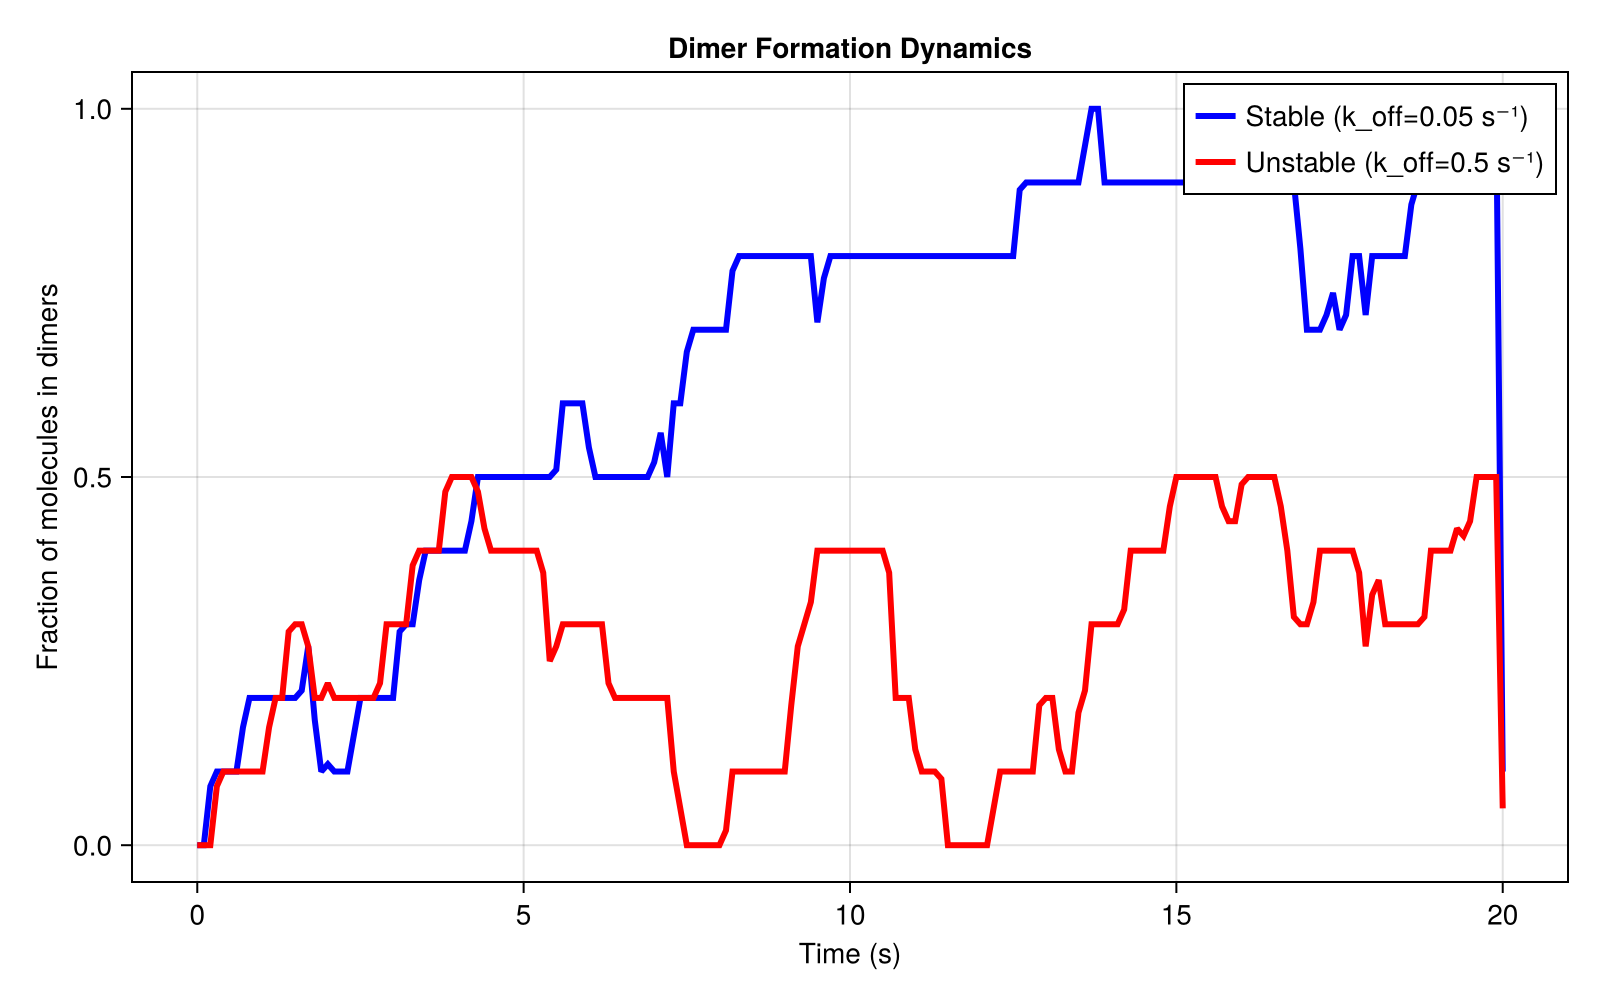 Dimer Formation Dynamics
Stable (k_off=0.05 s⁻¹)
Unstable (k_off=0.5 s⁻¹)
Fraction of molecules in dimers
1.0
0.5
0.0
0 5 10 15 20
Time (s)